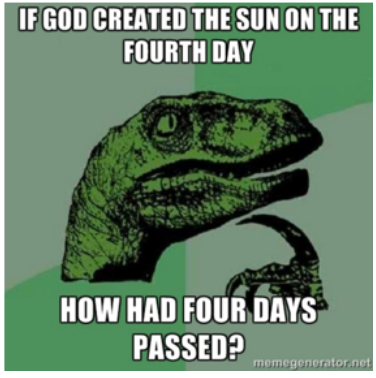 IF GOD CREATED THE SUN ON THE
FOURTH DAY
HOW HAD FOUR DAYS
PASSED?
memegenerator.net